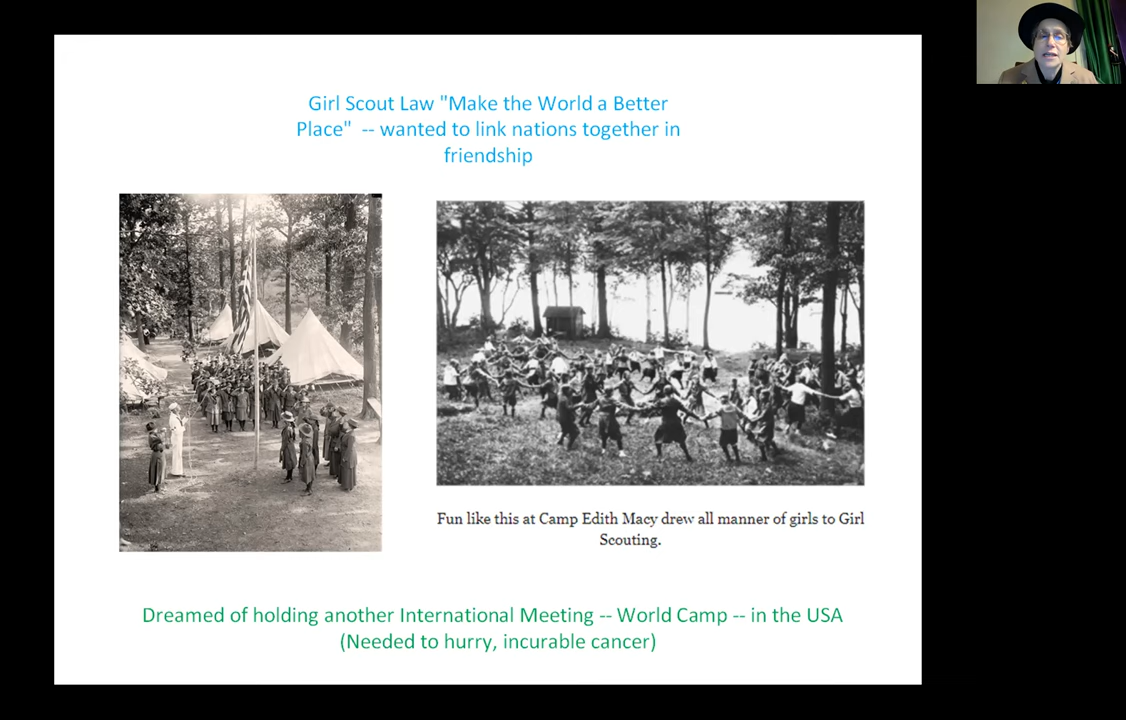 Girl Scout Law "Make the World a Better
Place"  -- wanted to link nations together in
friendship
Fun like this at Camp Edith Macy drew all manner of girls to Girl
Scouting.
Dreamed of holding another International Meeting -- World Camp -- in the USA
(Needed to hurry, incurable cancer)